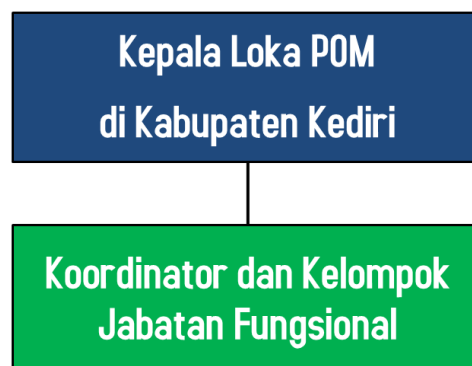 Kepala Loka POM
di Kabupaten Kediri
Koordinator dan Kelompok
Jabatan Fungsional